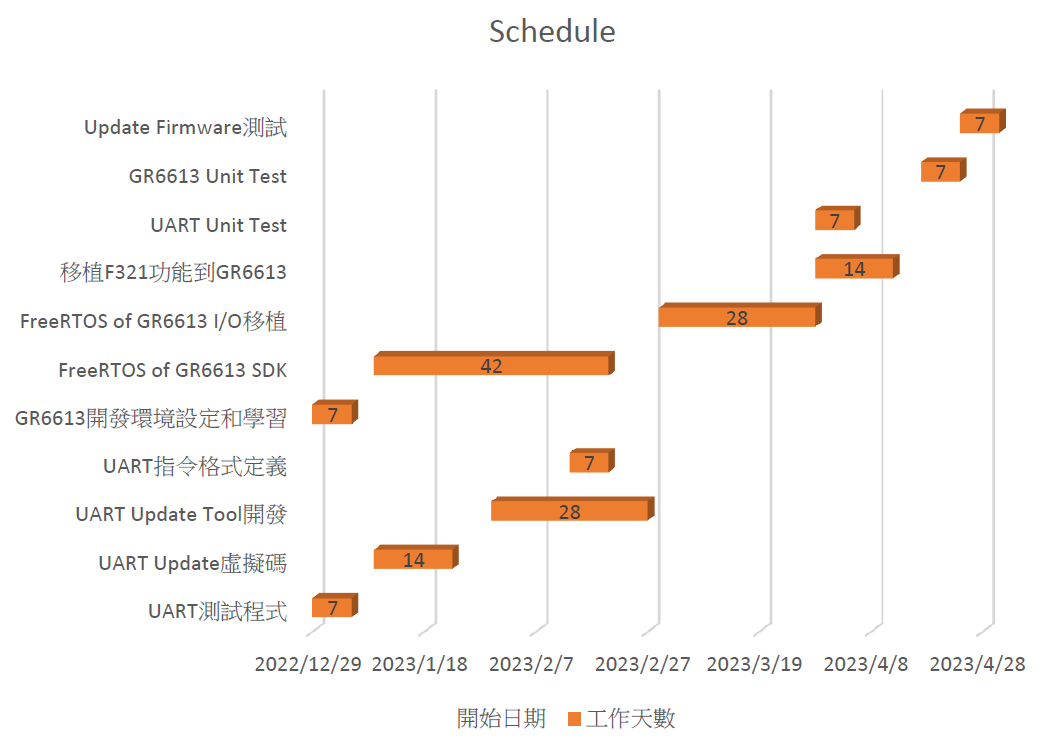 Schedule
Update Firmware測試
7
GR6613 Unit Test
7
UART Unit Test
7
移植F321功能到GR6613
14
FreeRTOS of GR6613 I/O移植
28
FreeRTOS of GR6613 SDK
42
GR6613開發環境設定和學習
7
UART指令格式定義
7
UART Update Tool開發
28
UART Update虛擬碼
14
UART測試程式
7
2022/12/29 2023/1/18 2023/2/7 2023/2/27 2023/3/19 2023/4/8 2023/4/28
開始日期 工作天數